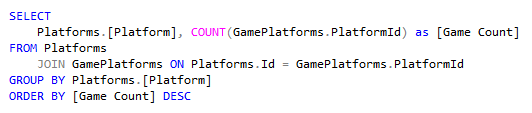 SELECT
    Platforms.[Platform], COUNT(GamePlatforms.PlatformId) as [Game Count]
FROM Platforms
    JOIN GamePlatforms ON Platforms.Id = GamePlatforms.PlatformId
GROUP BY Platforms.[Platform]
ORDER BY [Game Count] DESC